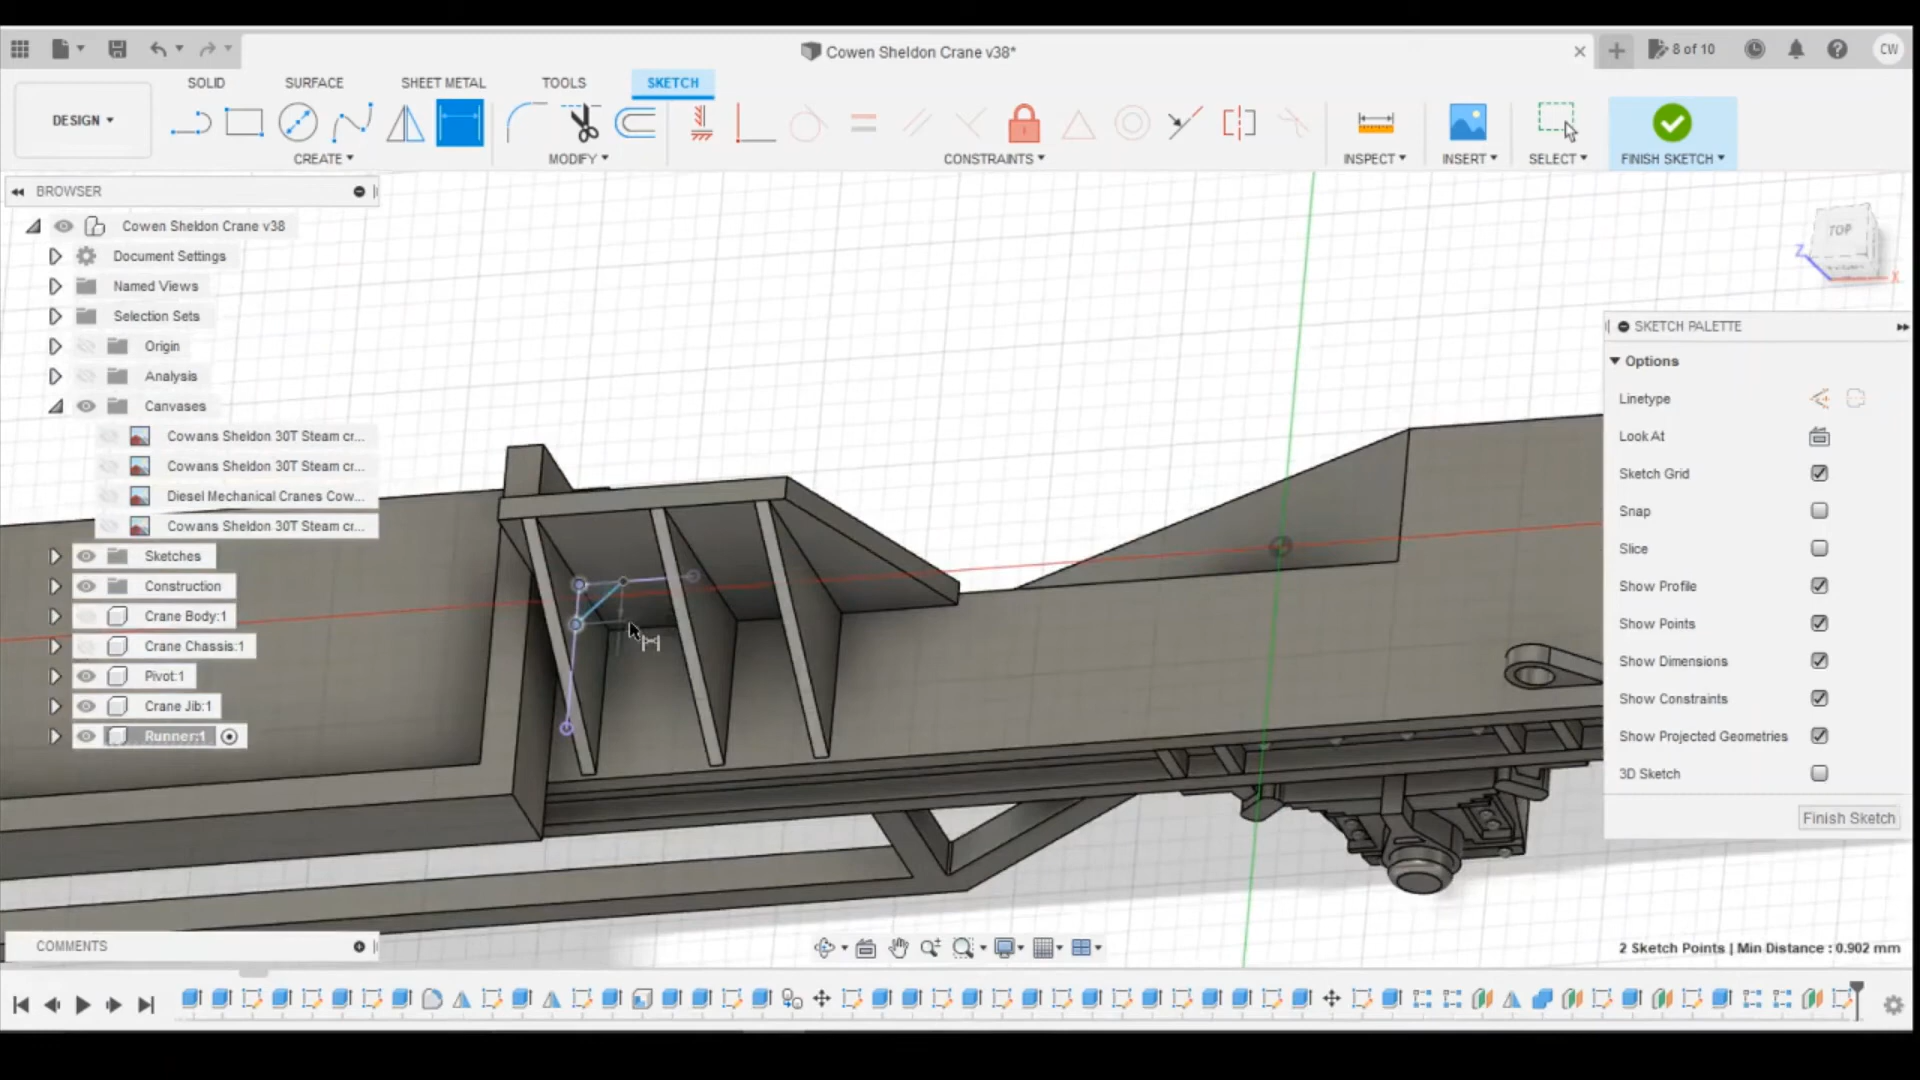 Cowen Sheldon Crane v38*
8 of 10
CW
DESIGN
SOLID
SURFACE
SHEET METAL
TOOLS
SKETCH
CREATE
MODIFY
CONSTRAINTS
INSPECT
INSERT
SELECT
FINISH SKETCH
BROWSER
Cowen Sheldon Crane v38
Document Settings
Named Views
Selection Sets
Origin
Analysis
Canvases
Cowans Sheldon 30T Steam cr...
Cowans Sheldon 30T Steam cr...
Diesel Mechanical Cranes Cow...
Cowans Sheldon 30T Steam cr...
Sketches
Construction
Crane Body:1
Crane Chassis:1
Pivot:1
Crane Jib:1
Runner:1
TOP
Z
X
SKETCH PALETTE
Options
Linetype
Look At
Sketch Grid
Snap
Slice
Show Profile
Show Points
Show Dimensions
Show Constraints
Show Projected Geometries
3D Sketch
Finish Sketch
COMMENTS
2 Sketch Points | Min Distance : 0.902 mm